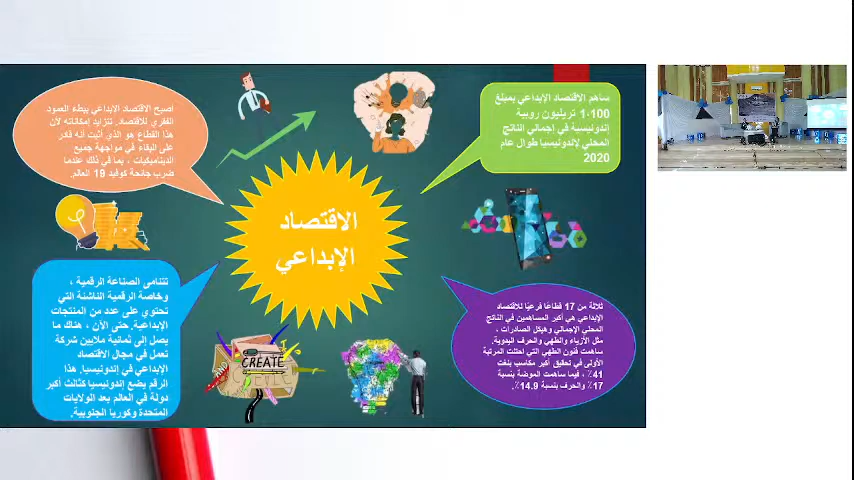 الاقتصاد
الإبداعي
ساهم الاقتصاد الإبداعي بمبلغ
1·100 تريليون روبية
إندونيسية في إجمالي الناتج
المحلي لإندونيسيا طوال عام
2020
اصبح الاقتصاد الإبداعي ببطء العمود
الفقري للاقتصاد. تتزايد إمكاناته لأن
هذا القطاع هو الذي أثبت أنه قادر
على البقاء في مواجهة جميع
الديناميكيات ، بما في ذلك عندما
ضرب جائحة كوفيد 19 العالم.
ثلاثة من 17 قطاعًا فرعيًا للاقتصاد
الإبداعي هي أكبر المساهمين في الناتج
المحلي الإجمالي وهيكل الصادرات ،
مثل الأزياء والطهي والحرف اليدوية.
ساهمت فنون الطهي التي احتلت المرتبة
الأولى في تحقيق أكبر مكاسب بلغت
41٪ ، فيما ساهمت الموضة بنسبة
17٪ والحرف بنسبة 14.9٪.
تتنامى الصناعة الرقمية ،
وخاصة الرقمية الناشئة التي
تحتوي على عدد من المنتجات
الإبداعية. حتى الآن ، هناك ما
يصل إلى ثمانية ملايين شركة
تعمل في مجال الاقتصاد
الإبداعي في إندونيسيا. هذا
الرقم يضع إندونيسيا كثالث أكبر
دولة في العالم بعد الولايات
المتحدة وكوريا الجنوبية.
CREATE